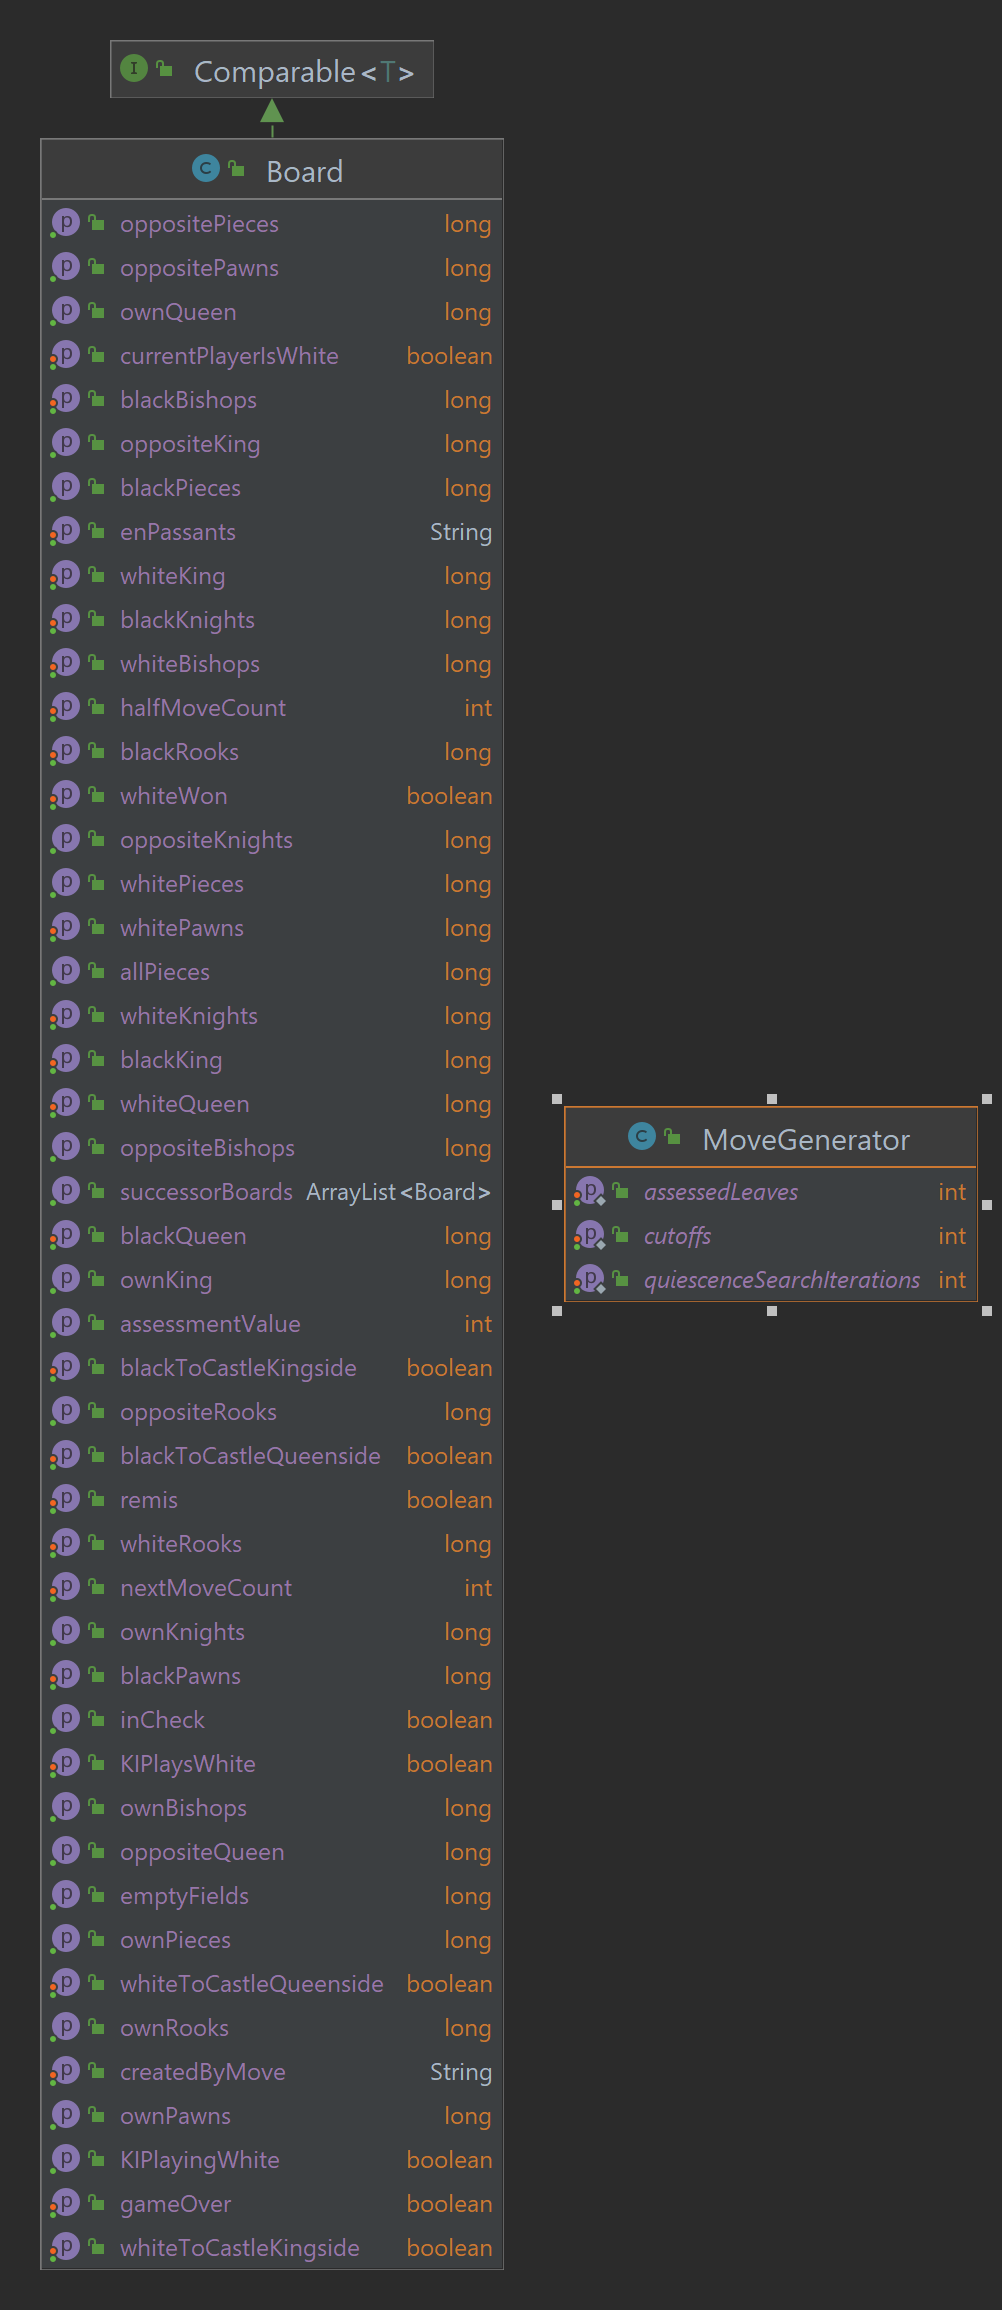 I Comparable<T>
C Board
p oppositePieces long
p oppositePawns long
p ownQueen long
p currentPlayerIsWhite boolean
p blackBishops long
p oppositeKing long
p blackPieces long
p enPassants String
p whiteKing long
p blackKnights long
p whiteBishops long
p halfMoveCount int
p blackRooks long
p whiteWon boolean
p oppositeKnights long
p whitePieces long
p whitePawns long
p allPieces long
p whiteKnights long
p blackKing long
p whiteQueen long
p oppositeBishops long
p successorBoards ArrayList<Board>
p blackQueen long
p ownKing long
p assessmentValue int
p blackToCastleKingside boolean
p oppositeRooks long
p blackToCastleQueenside boolean
p remis boolean
p whiteRooks long
p nextMoveCount int
p ownKnights long
p blackPawns long
p inCheck boolean
p KIPlaysWhite boolean
p ownBishops long
p oppositeQueen long
p emptyFields long
p ownPieces long
p whiteToCastleQueenside boolean
p ownRooks long
p createdByMove String
p ownPawns long
p KIPlayingWhite boolean
p gameOver boolean
p whiteToCastleKingside boolean
C MoveGenerator
p assessedLeaves int
p cutoffs int
p quiescenceSearchIterations int